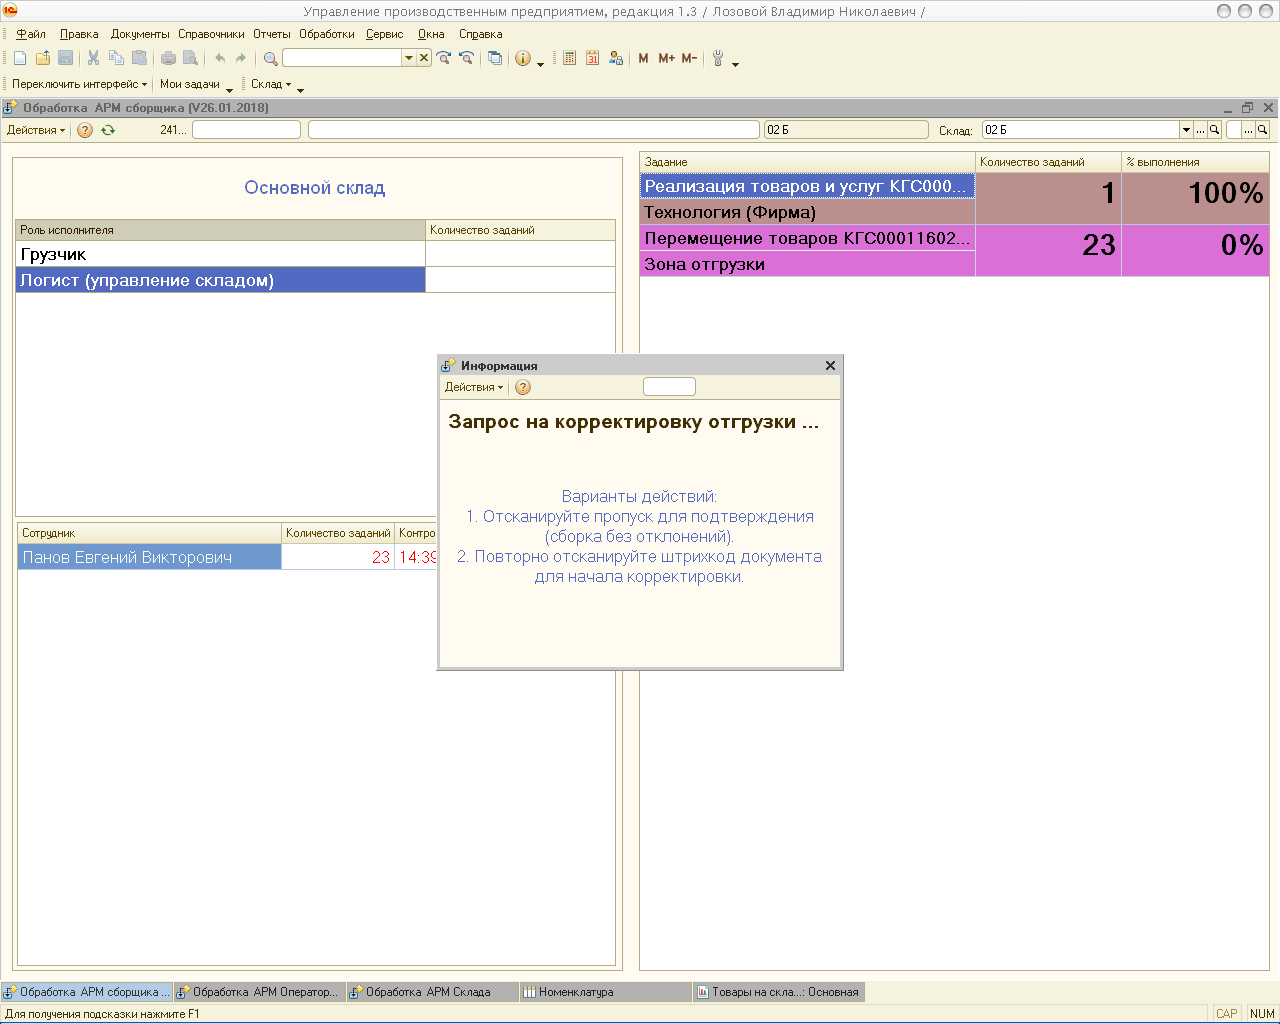 Управление производственным предприятием, редакция 1.3 / Лозовой Владимир Николаевич /
Файл Правка Документы Справочники Отчеты Обработки Сервис Окна Справка
M M+ M-
Переключить интерфейс Мои задачи Склад
Обработка АРМ сборщика (V26.01.2018)
Действия 241... 02 Б Склад: 02 Б ... ...
Основной склад
Роль исполнителя Количество заданий
Грузчик
Логист (управление складом)
Сотрудник Количество заданий Контро
Панов Евгений Викторович 23 14:39
Задание Количество заданий % выполнения
Реализация товаров и услуг КГС000... 1 100%
Технология (Фирма)
Перемещение товаров КГС00011602... 23 0%
Зона отгрузки
Информация
Действия
Запрос на корректировку отгрузки ...
Варианты действий:
1. Отсканируйте пропуск для подтверждения
(сборка без отклонений).
2. Повторно отсканируйте штрихкод документа
для начала корректировки.
Обработка АРМ сборщика ... Обработка АРМ Оператор... Обработка АРМ Склада Номенклатура Товары на скла...: Основная
Для получения подсказки нажмите F1 CAP NUM